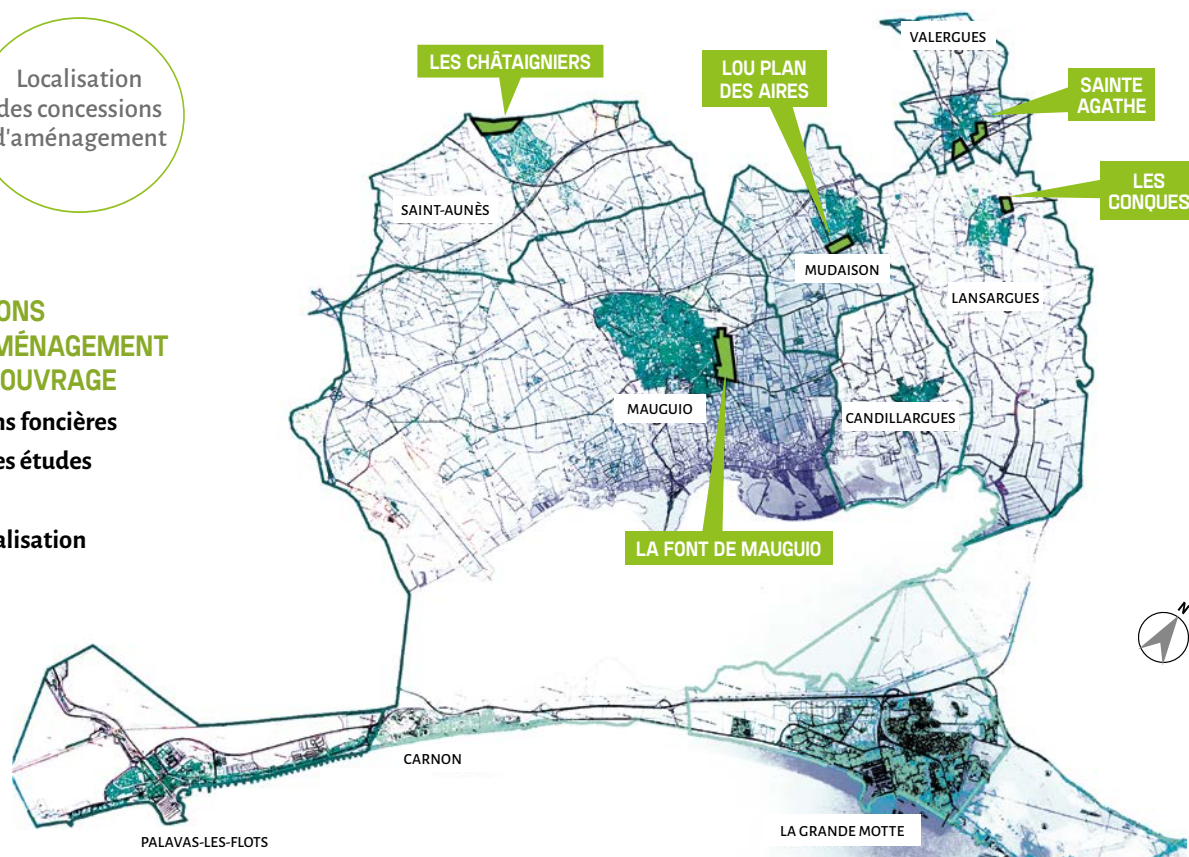 Localisation
des concessions
d'aménagement
ONS
MÉNAGEMENT
OUVRAGE
ns foncières
es études
alisation
VALERGUES
LES CHÂTAIGNIERS
LOU PLAN
DES AIRES
SAINTE
AGATHE
LES
CONQUES
SAINT-AUNÈS
MUDAISON
LANSARGUES
MAUGUIO
CANDILLARGUES
LA FONT DE MAUGUIO
N
CARNON
LA GRANDE MOTTE
PALAVAS-LES-FLOTS